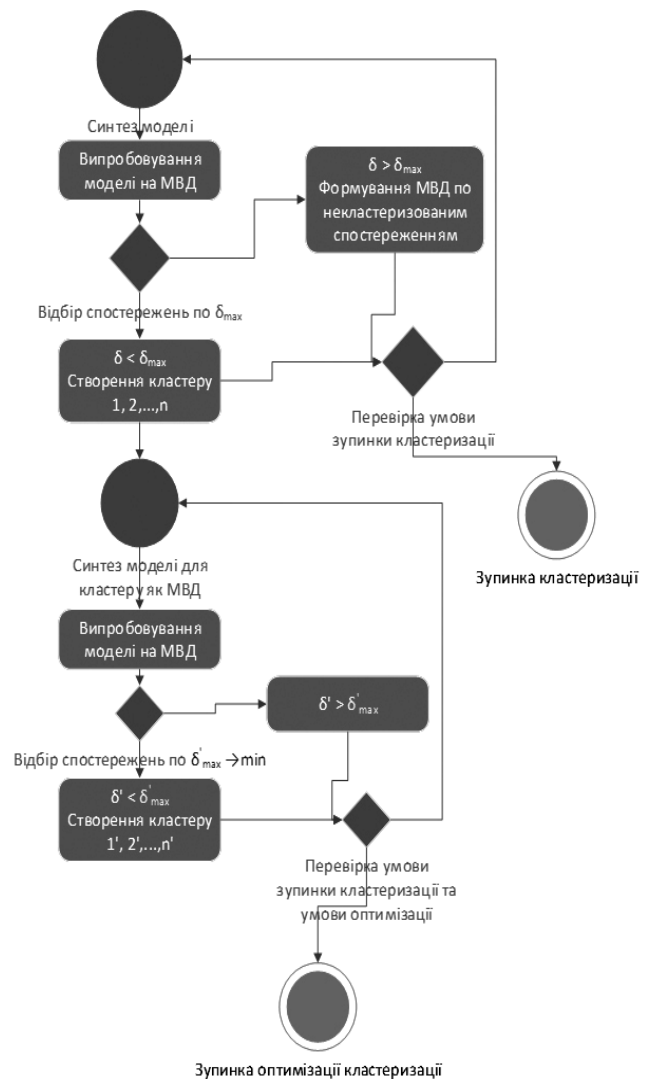 Синтез моделі
Випробовування
моделі на МВД
δ > δmax
Формування МВД по
некластеризованим
спостереженням
Відбір спостережень по δmax
δ < δmax
Створення кластеру
1, 2,...,n
Перевірка умови
зупинки кластеризації
Зупинка кластеризації
Синтез моделі для
кластеру як МВД
Випробовування
моделі на МВД
δ' > δ'max
Відбір спостережень по δ'max →min
δ' < δ'max
Створення кластеру
1', 2',...,n'
Перевірка умови
зупинки кластеризації та
умови оптимізації
Зупинка оптимізації кластеризації